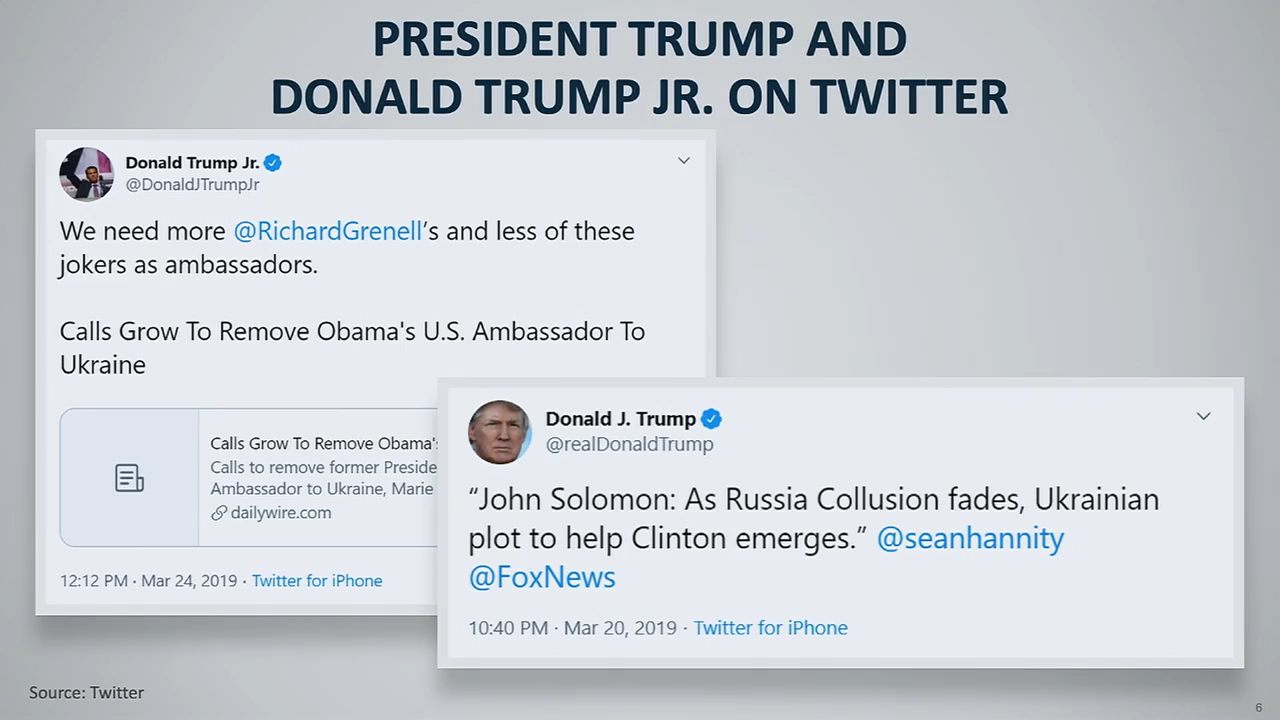 PRESIDENT TRUMP AND
DONALD TRUMP JR. ON TWITTER
Donald Trump Jr.
@DonaldJTrumpJr
We need more @RichardGrenell's and less of these
jokers as ambassadors.
Calls Grow To Remove Obama's U.S. Ambassador To
Ukraine
Calls Grow To Remove Obama's
Calls to remove former Preside
Ambassador to Ukraine, Marie
dailywire.com
12:12 PM · Mar 24, 2019 · Twitter for iPhone
Donald J. Trump
@realDonaldTrump
“John Solomon: As Russia Collusion fades, Ukrainian
plot to help Clinton emerges.” @seanhannity
@FoxNews
10:40 PM · Mar 20, 2019 · Twitter for iPhone
Source: Twitter
6